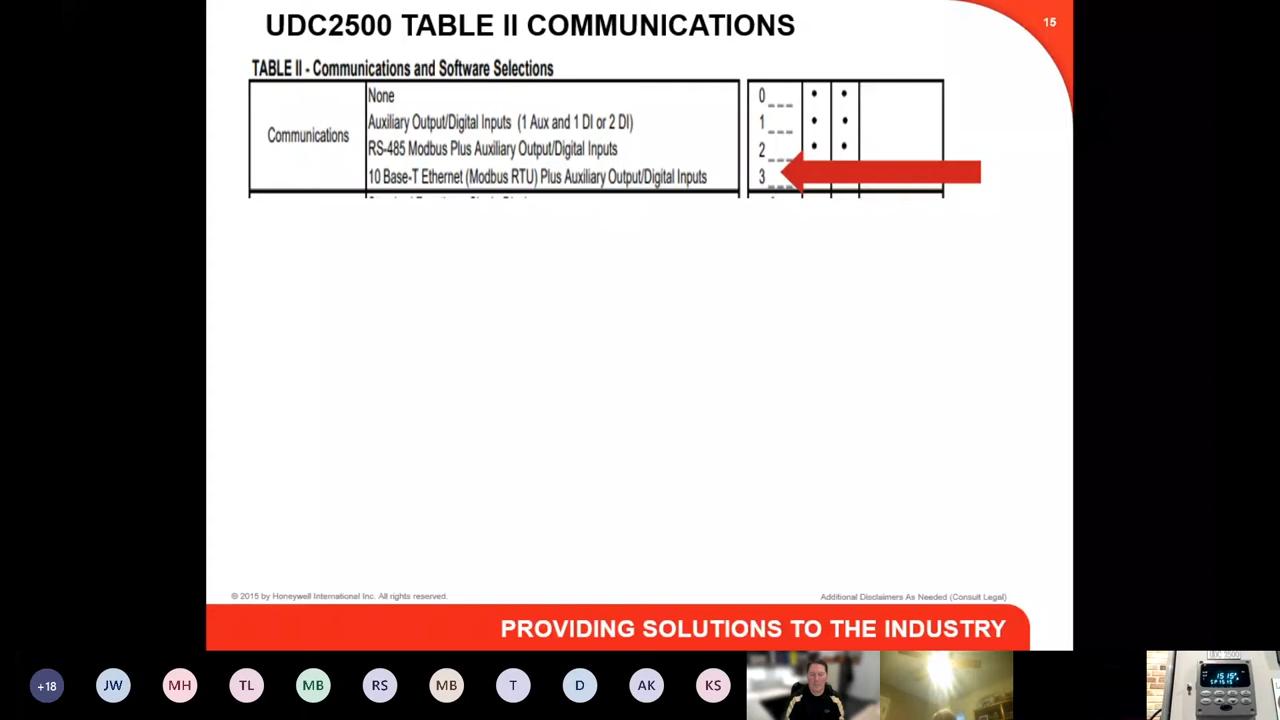 UDC2500 TABLE II COMMUNICATIONS
15
TABLE II - Communications and Software Selections
Communications
None
0 _ _ _
Auxiliary Output/Digital Inputs (1 Aux and 1 DI or 2 DI)
1 _ _ _
RS-485 Modbus Plus Auxiliary Output/Digital Inputs
2 _ _ _
10 Base-T Ethernet (Modbus RTU) Plus Auxiliary Output/Digital Inputs
3 _ _ _
© 2015 by Honeywell International Inc. All rights reserved.
Additional Disclaimers As Needed (Consult Legal)
PROVIDING SOLUTIONS TO THE INDUSTRY
+18
JW
MH
TL
MB
RS
MB
T
D
AK
KS
UDC 2500